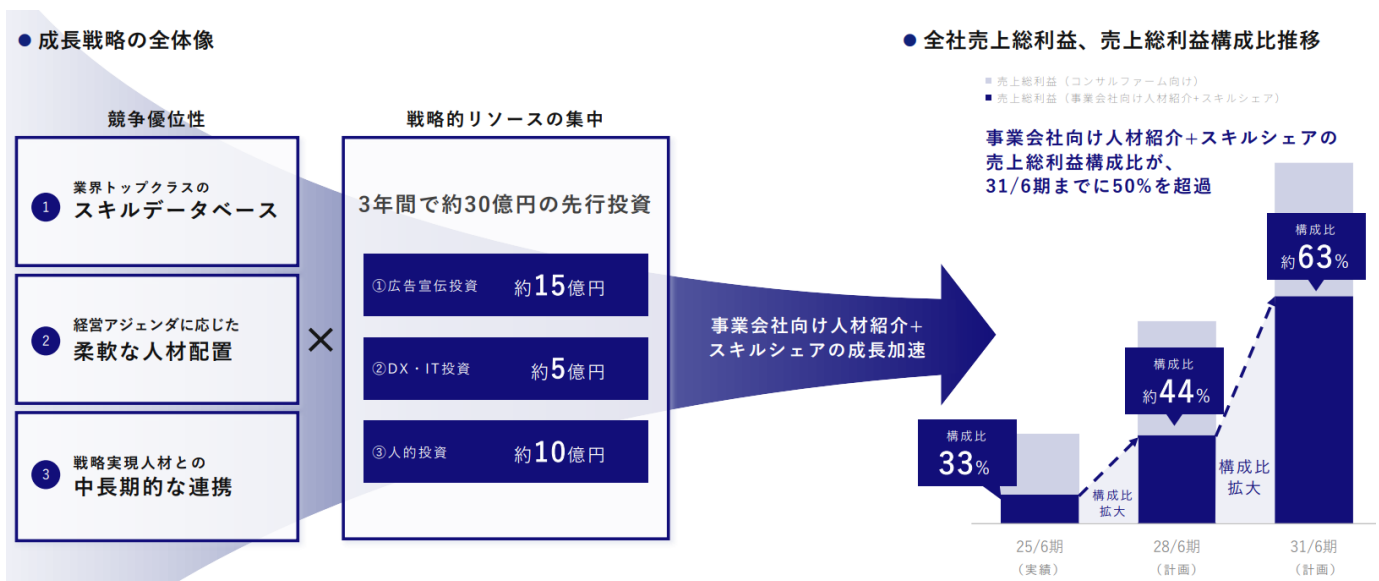 ● 成長戦略の全体像
競争優位性
1
業界トップクラスの
スキルデータベース
2
経営アジェンダに応じた
柔軟な人材配置
3
戦略実現人材との
中長期的な連携
×
戦略的リソースの集中
3年間で約30億円の先行投資
①広告宣伝投資 約15億円
②DX・IT投資 約5億円
③人的投資 約10億円
事業会社向け人材紹介+
スキルシェアの成長加速
● 全社売上総利益、売上総利益構成比推移
売上総利益（コンサルファーム向け）
売上総利益（事業会社向け人材紹介+スキルシェア）
事業会社向け人材紹介+スキルシェアの
売上総利益構成比が、
31/6期までに50%を超過
構成比
33%
構成比
約44%
構成比
約63%
構成比
拡大
構成比
拡大
25/6期
（実績）
28/6期
（計画）
31/6期
（計画）